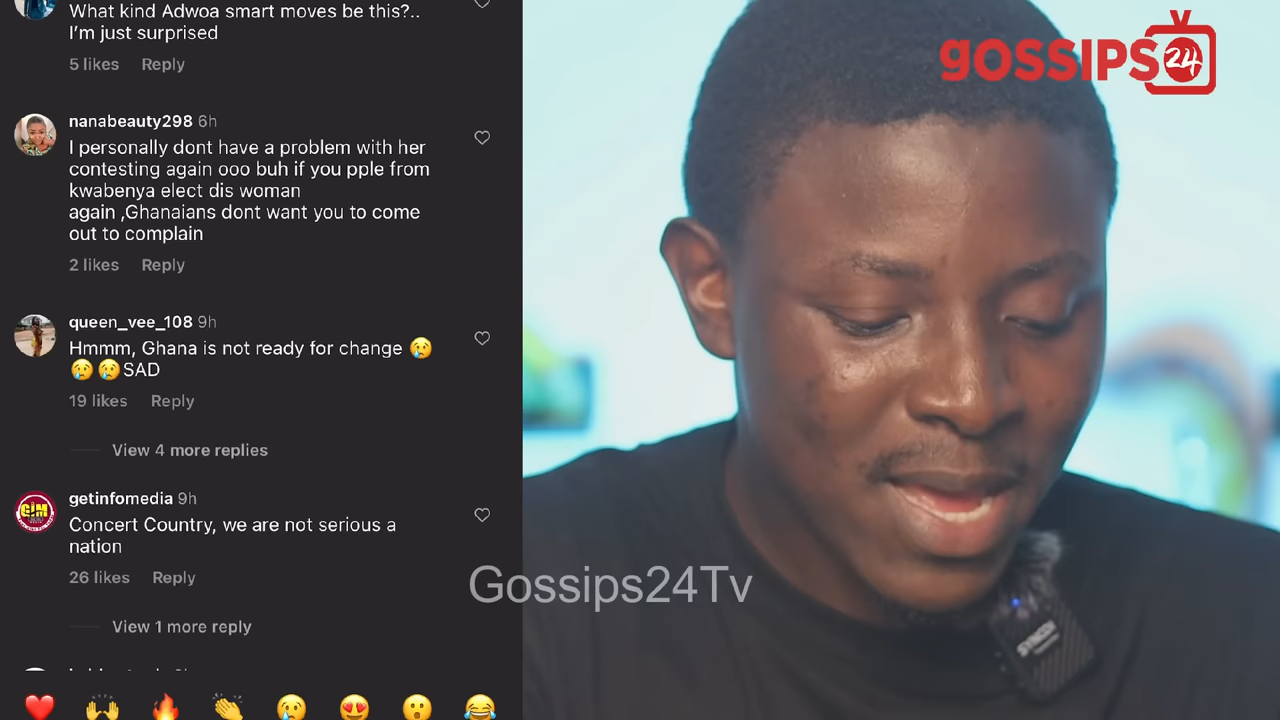 What kind Adwoa smart moves be this?..
I'm just surprised
5 likes Reply
nanabeauty298 6h
I personally dont have a problem with her
contesting again ooo buh if you pple from
kwabenya elect dis woman
again ,Ghanaians dont want you to come
out to complain
2 likes Reply
queen_vee_108 9h
Hmmm, Ghana is not ready for change 😢
😢😢SAD
19 likes Reply
View 4 more replies
getinfomedia 9h
Concert Country, we are not serious a
nation
26 likes Reply
View 1 more reply
GOSSIPS24
Gossips24Tv
GIM